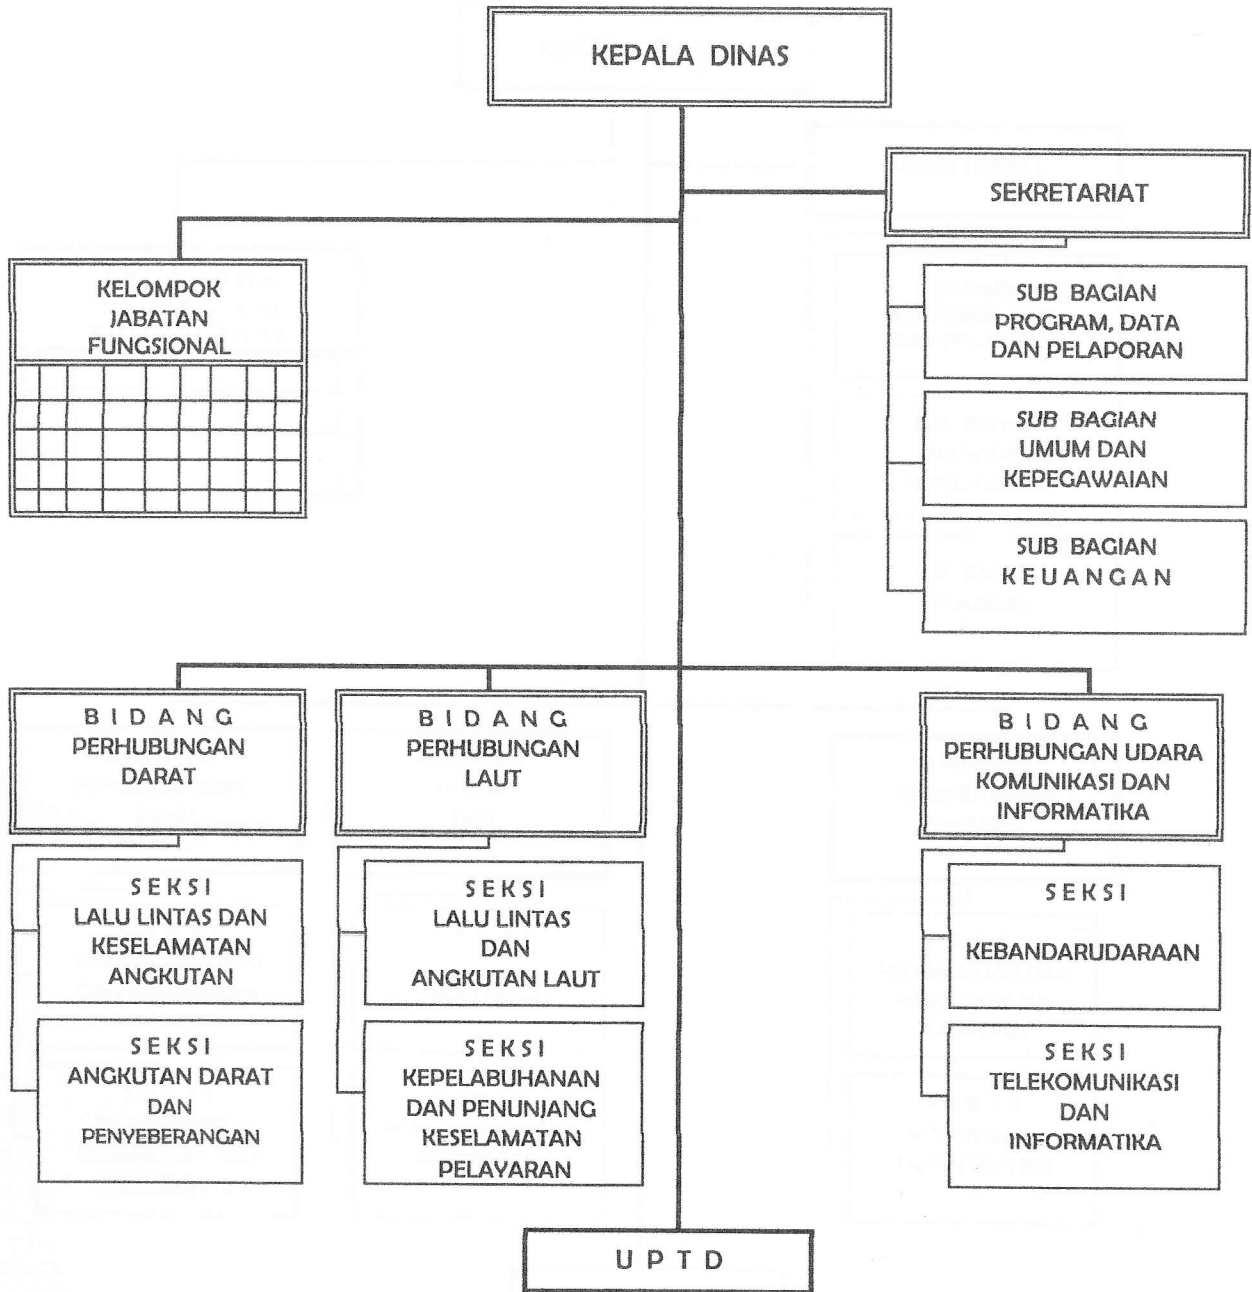 KEPALA DINAS
SEKRETARIAT
KELOMPOK
JABATAN
FUNGSIONAL
SUB BAGIAN
PROGRAM, DATA
DAN PELAPORAN
SUB BAGIAN
UMUM DAN
KEPEGAWAIAN
SUB BAGIAN
KEUANGAN
BIDANG
PERHUBUNGAN
DARAT
BIDANG
PERHUBUNGAN
LAUT
BIDANG
PERHUBUNGAN UDARA
KOMUNIKASI DAN
INFORMATIKA
SEKSI
LALU LINTAS DAN
KESELAMATAN
ANGKUTAN
SEKSI
LALU LINTAS
DAN
ANGKUTAN LAUT
SEKSI
KEBANDARUDARAAN
SEKSI
ANGKUTAN DARAT
DAN
PENYEBERANGAN
SEKSI
KEPELABUHANAN
DAN PENUNJANG
KESELAMATAN
PELAYARAN
SEKSI
TELEKOMUNIKASI
DAN
INFORMATIKA
UPTD